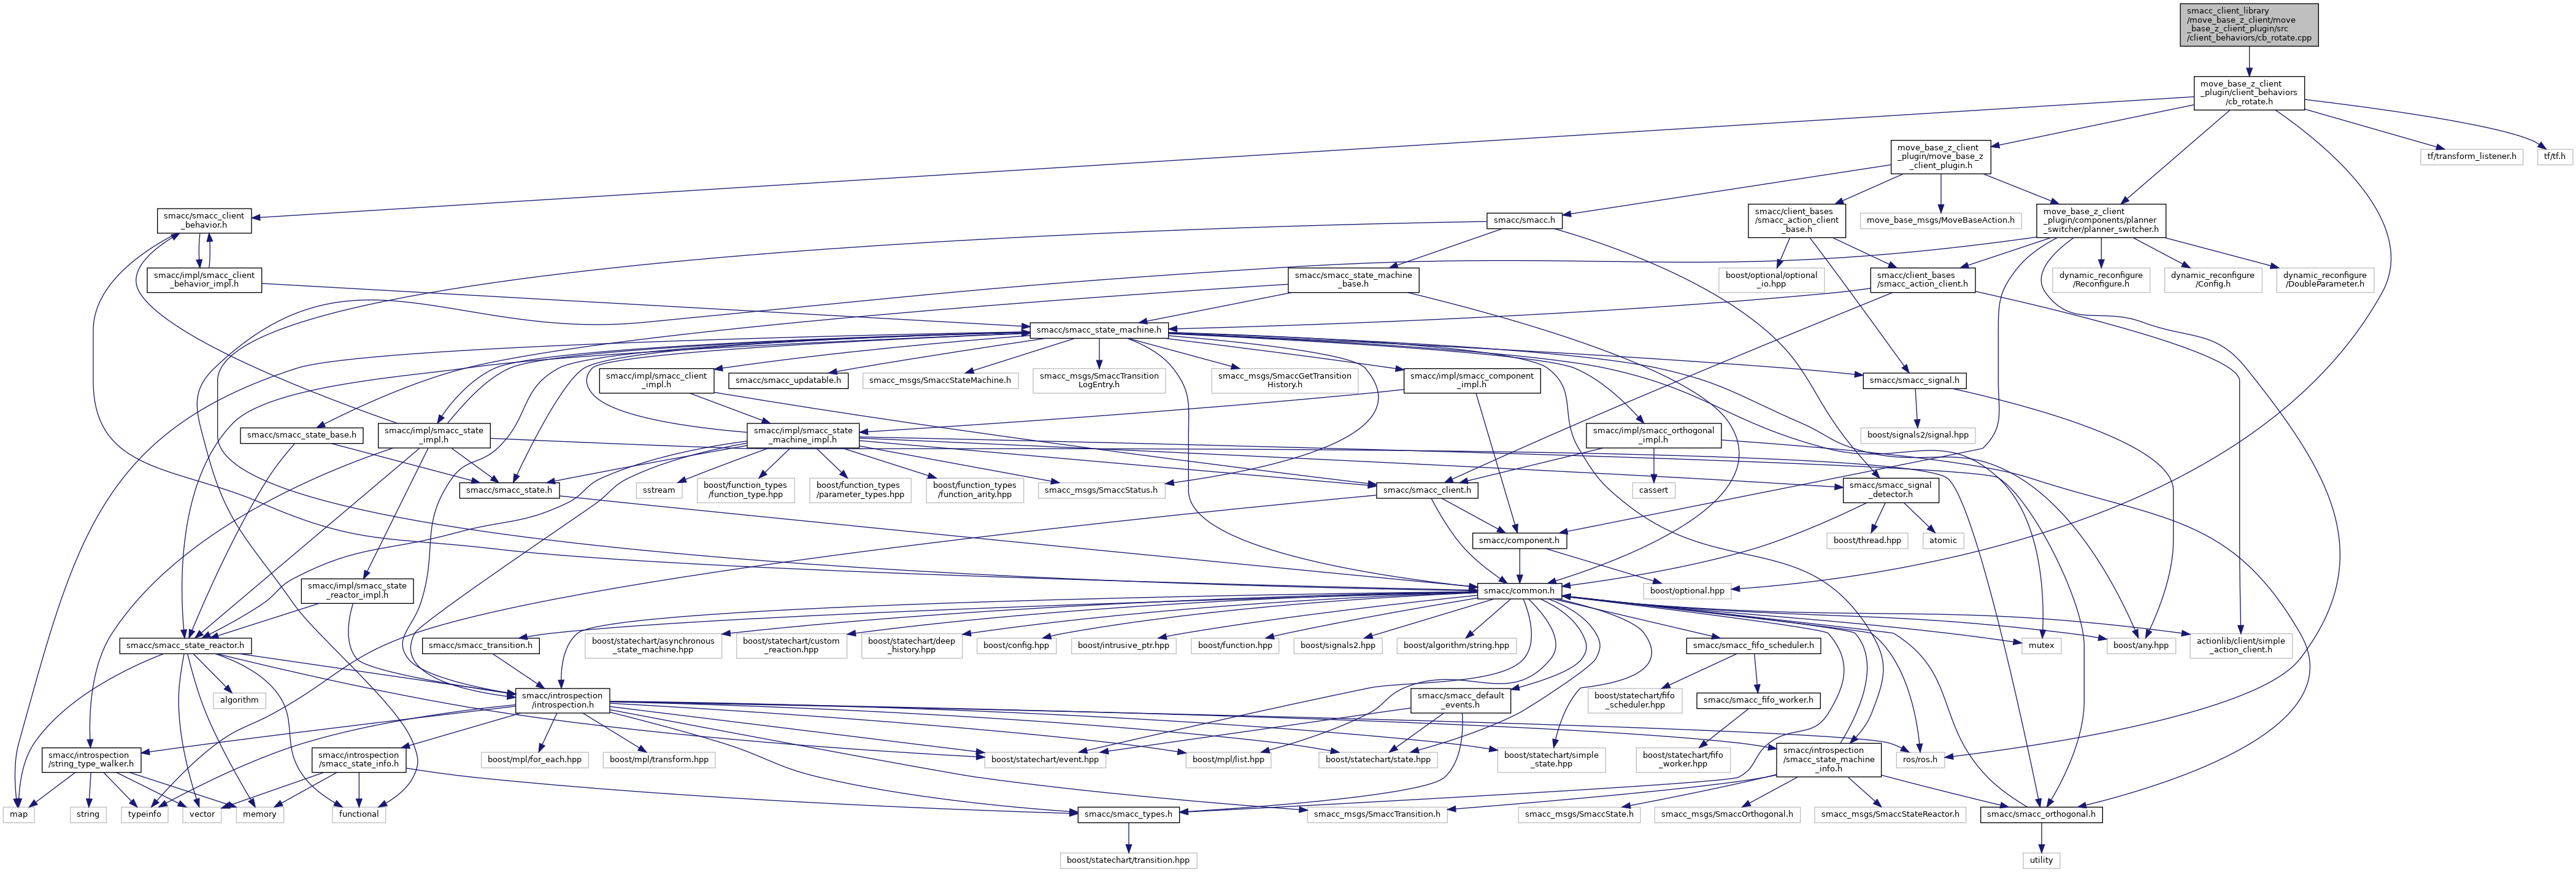 smacc_client_library
/move_base_z_client/move
_base_z_client_plugin/src
/client_behaviors/cb_rotate.cpp
move_base_z_client
_plugin/client_behaviors
/cb_rotate.h
move_base_z_client
_plugin/move_base_z
_client_plugin.h
tf/transform_listener.h
tf/tf.h
smacc/smacc_client
_behavior.h
smacc/smacc.h
smacc/client_bases
/smacc_action_client
_base.h
move_base_msgs/MoveBaseAction.h
move_base_z_client
_plugin/components/planner
_switcher/planner_switcher.h
smacc/impl/smacc_client
_behavior_impl.h
smacc/smacc_state_machine
_base.h
boost/optional/optional
_io.hpp
smacc/client_bases
/smacc_action_client.h
dynamic_reconfigure
/Reconfigure.h
dynamic_reconfigure
/Config.h
dynamic_reconfigure
/DoubleParameter.h
smacc/smacc_state_machine.h
smacc/impl/smacc_client
_impl.h
smacc/smacc_updatable.h
smacc_msgs/SmaccStateMachine.h
smacc_msgs/SmaccTransition
LogEntry.h
smacc_msgs/SmaccGetTransition
History.h
smacc/impl/smacc_component
_impl.h
smacc/smacc_signal.h
smacc/smacc_state_base.h
smacc/impl/smacc_state
_impl.h
smacc/impl/smacc_state
_machine_impl.h
smacc/impl/smacc_orthogonal
_impl.h
boost/signals2/signal.hpp
smacc/smacc_state.h
sstream
boost/function_types
/function_type.hpp
boost/function_types
/parameter_types.hpp
boost/function_types
/function_arity.hpp
smacc_msgs/SmaccStatus.h
smacc/smacc_client.h
cassert
smacc/smacc_signal
_detector.h
smacc/component.h
boost/thread.hpp
atomic
smacc/impl/smacc_state
_reactor_impl.h
smacc/common.h
boost/optional.hpp
smacc/smacc_state_reactor.h
smacc/smacc_transition.h
boost/statechart/asynchronous
_state_machine.hpp
boost/statechart/custom
_reaction.hpp
boost/statechart/deep
_history.hpp
boost/config.hpp
boost/intrusive_ptr.hpp
boost/function.hpp
boost/signals2.hpp
boost/algorithm/string.hpp
smacc/smacc_fifo_scheduler.h
mutex
boost/any.hpp
actionlib/client/simple
_action_client.h
algorithm
smacc/introspection
/introspection.h
smacc/smacc_default
_events.h
boost/statechart/fifo
_scheduler.hpp
smacc/smacc_fifo_worker.h
smacc/introspection
/string_type_walker.h
smacc/introspection
/smacc_state_info.h
boost/mpl/for_each.hpp
boost/mpl/transform.hpp
boost/statechart/event.hpp
boost/mpl/list.hpp
boost/statechart/state.hpp
boost/statechart/simple
_state.hpp
boost/statechart/fifo
_worker.hpp
smacc/introspection
/smacc_state_machine
_info.h
ros/ros.h
map
string
typeinfo
vector
memory
functional
smacc/smacc_types.h
smacc_msgs/SmaccTransition.h
smacc_msgs/SmaccState.h
smacc_msgs/SmaccOrthogonal.h
smacc_msgs/SmaccStateReactor.h
smacc/smacc_orthogonal.h
boost/statechart/transition.hpp
utility